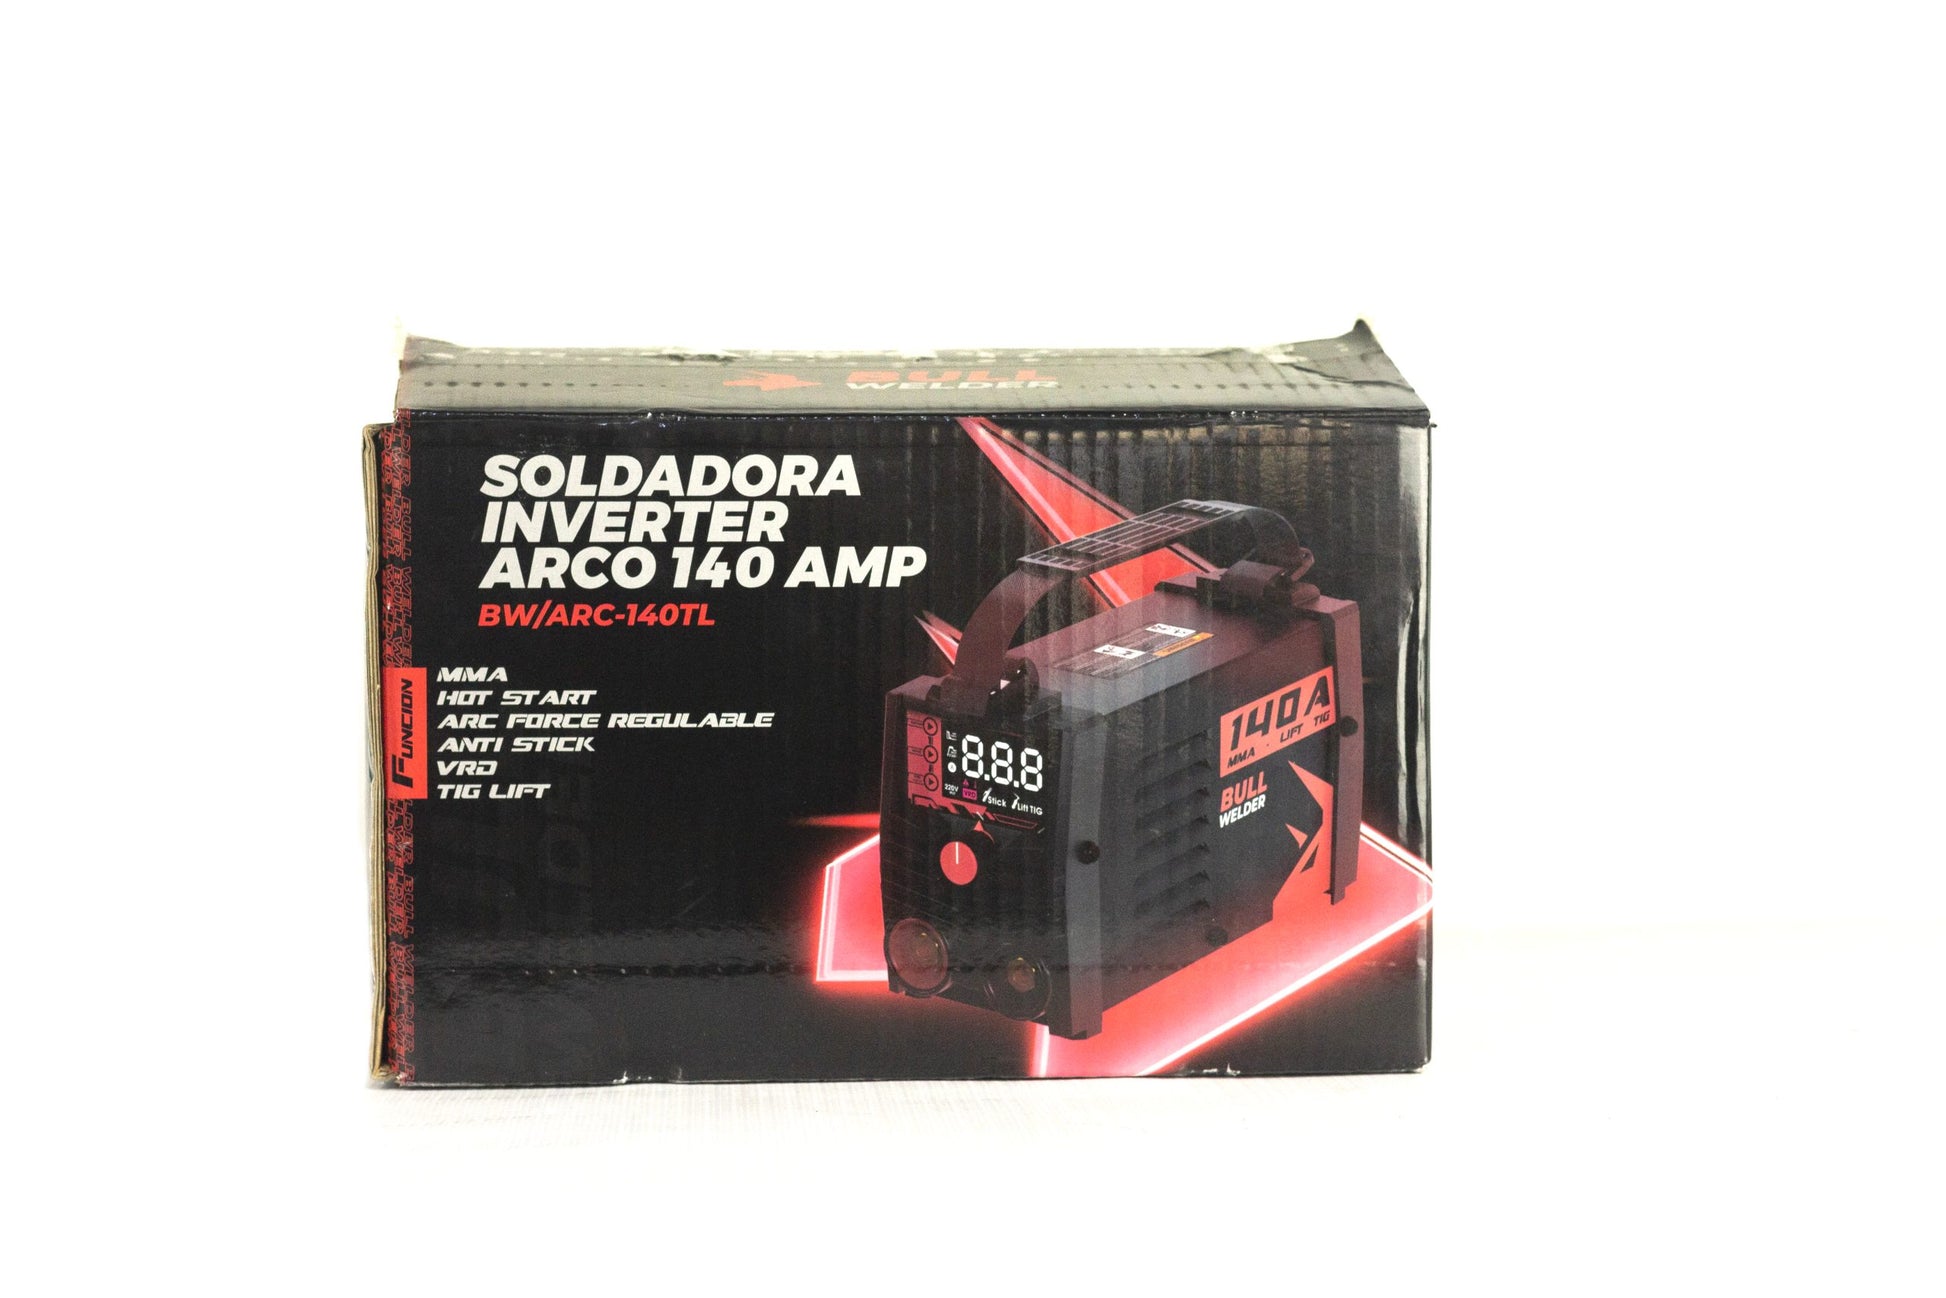 BULL
WELDER
SOLDADORA
INVERTER
ARCO 140 AMP
BW/ARC-140TL
FUNCION
MMA
HOT START
ARC FORCE REGULABLE
ANTI STICK
VRD
TIG LIFT
8.8.8
220V
VRD
Stick
Lift TIG
140A
MMA · LIFT TIG
BULL
WELDER